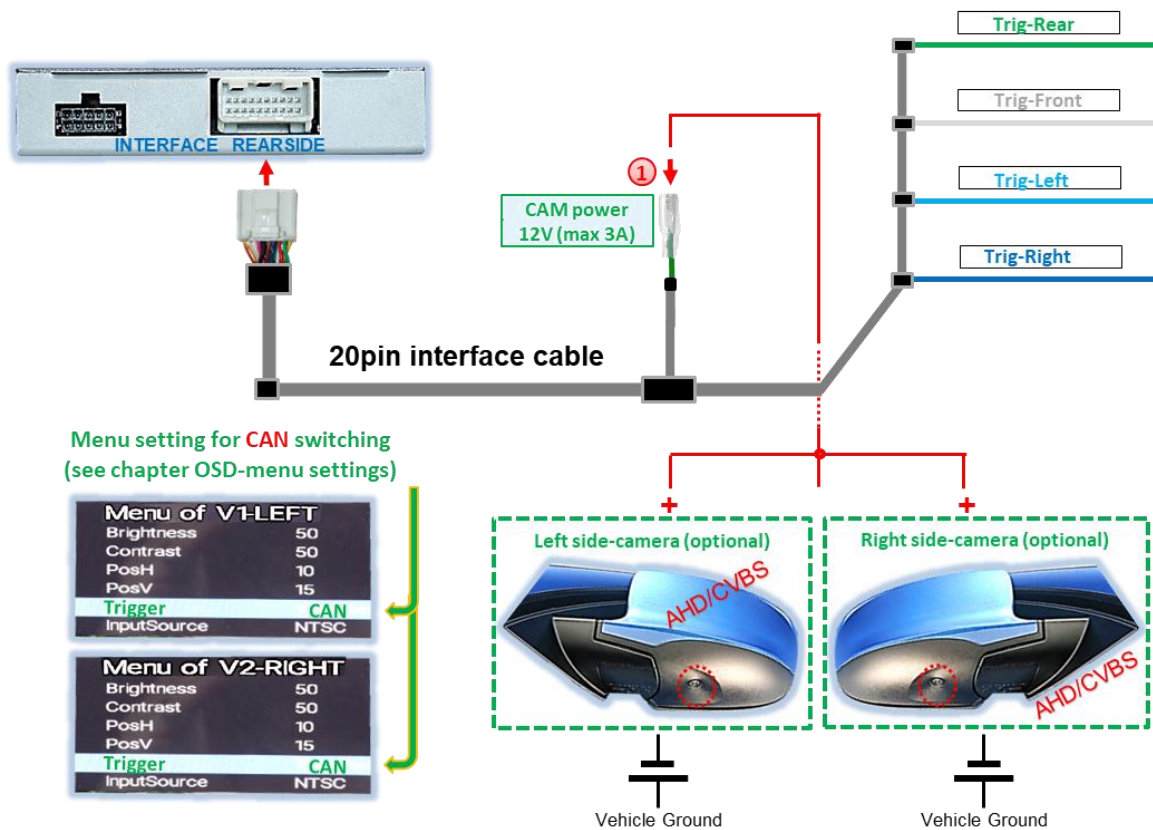 Trig-Rear
Trig-Front
Trig-Left
Trig-Right
INTERFACE REARSIDE
1
CAM power
12V (max 3A)
20pin interface cable
Menu setting for CAN switching
(see chapter OSD-menu settings)
Menu of V1-LEFT
Brightness 50
Contrast 50
PosH 10
PosV 15
Trigger CAN
InputSource NTSC
Menu of V2-RIGHT
Brightness 50
Contrast 50
PosH 10
PosV 15
Trigger CAN
InputSource NTSC
+
+
Left side-camera (optional)
AHD/CVBS
Right side-camera (optional)
AHD/CVBS
Vehicle Ground
Vehicle Ground